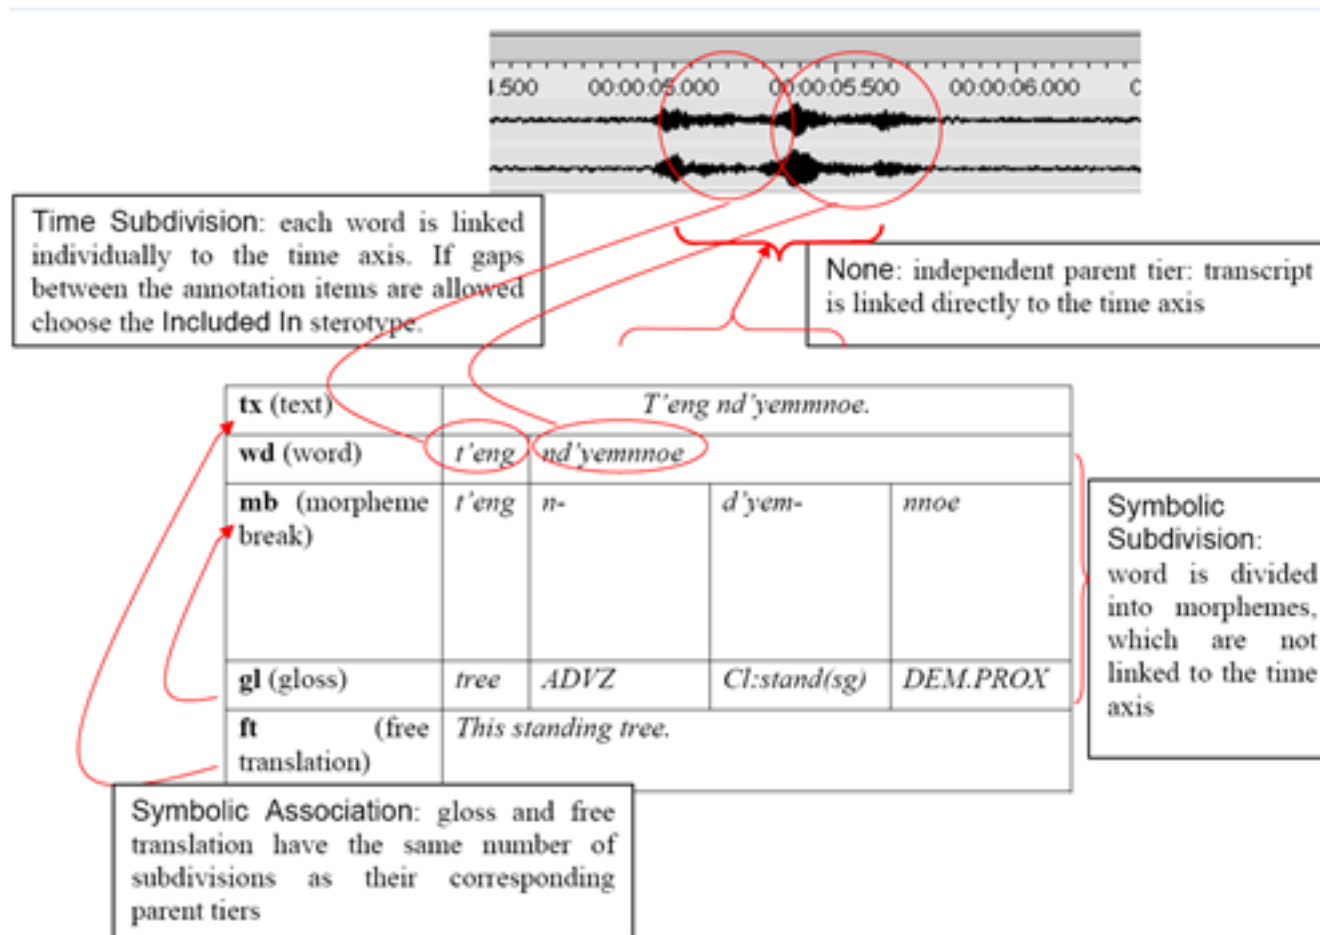 4.500 00:00:05.000 00:00:05.500 00:00:06.000
Time Subdivision: each word is linked
individually to the time axis. If gaps
between the annotation items are allowed
choose the Included In sterotype.
None: independent parent tier: transcript
is linked directly to the time axis
tx (text) T’eng nd’yemmnoe.
wd (word) t’eng nd’yemnnoe
mb (morpheme t’eng n- d’yem- nnoe
break)
gl (gloss) tree ADVZ Cl:stand(sg) DEM.PROX
ft (free This standing tree.
translation)
Symbolic
Subdivision:
word is divided
into morphemes,
which are not
linked to the time
axis
Symbolic Association: gloss and free
translation have the same number of
subdivisions as their corresponding
parent tiers